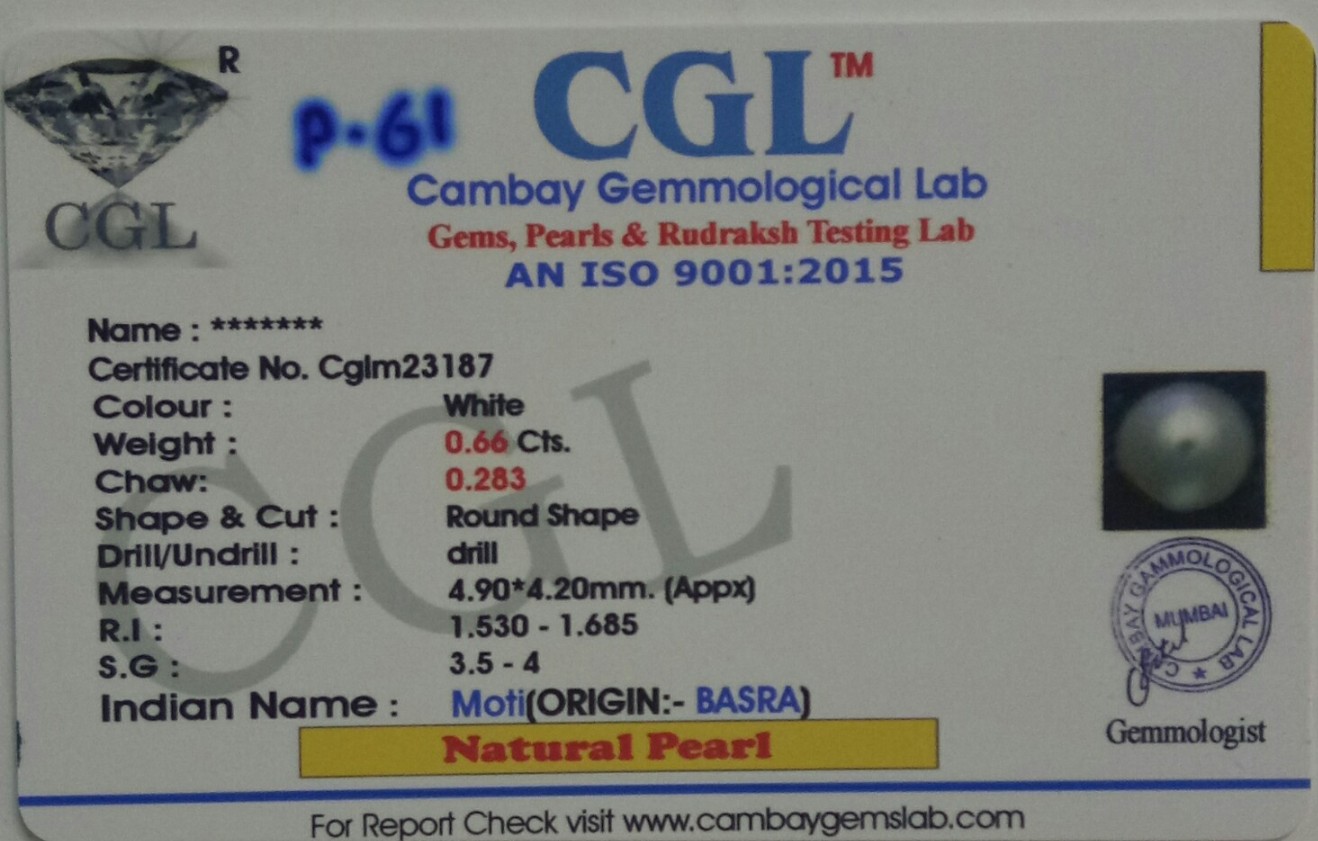 R
CGL
P-61
CGL™
Cambay Gemmological Lab
Gems, Pearls & Rudraksh Testing Lab
AN ISO 9001:2015
Name : *******
Certificate No. Cglm23187
Colour : White
Weight : 0.66 Cts.
Chaw: 0.283
Shape & Cut : Round Shape
Drill/Undrill : drill
Measurement : 4.90*4.20mm. (Appx)
R.I : 1.530 - 1.685
S.G : 3.5 - 4
Indian Name : Moti(ORIGIN:- BASRA)
Natural Pearl
CGL
CAMBAY GAMMOLOGICAL LAB
MUMBAI
Gemmologist
For Report Check visit www.cambaygemslab.com